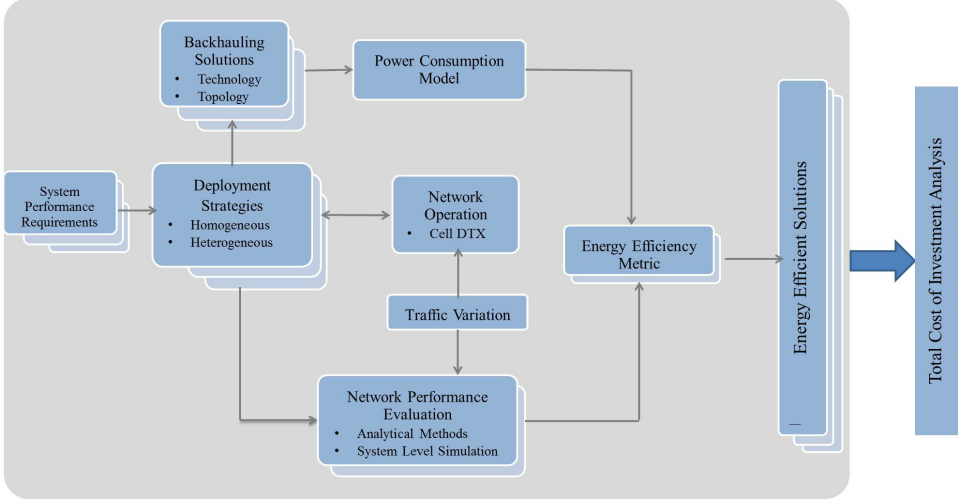 Backhauling
Solutions
• Technology
• Topology
Power Consumption
Model
System
Performance
Requirements
Deployment
Strategies
• Homogeneous
• Heterogeneous
Network
Operation
• Cell DTX
Traffic Variation
Network Performance
Evaluation
• Analytical Methods
• System Level Simulation
Energy Efficiency
Metric
Energy Efficient Solutions
Total Cost of Investment Analysis